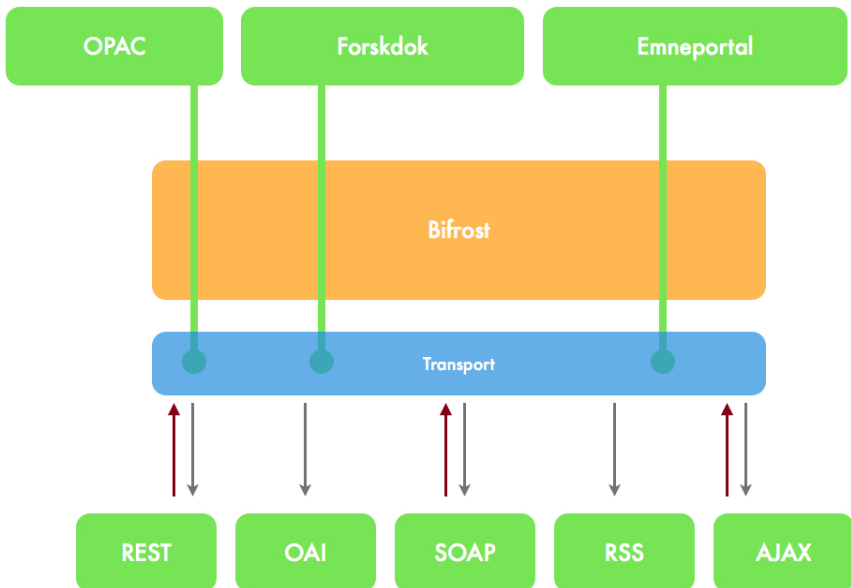 OPAC
Forskdok
Emneportal
Bifrost
Transport
REST
OAI
SOAP
RSS
AJAX